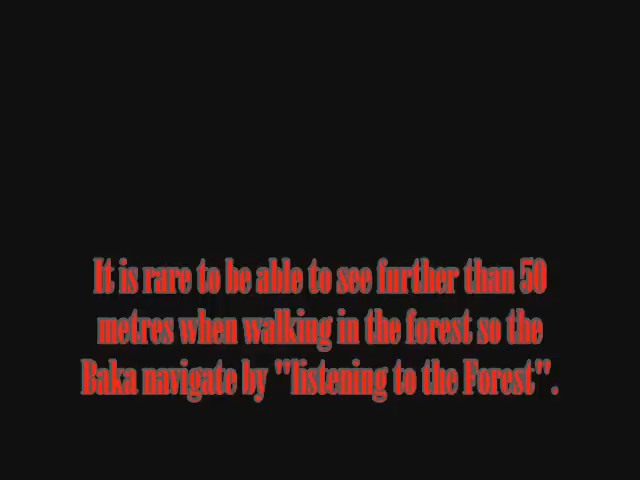 It is rare to be able to see further than 50
metres when walking in the forest so the
Baka navigate by "listening to the Forest".